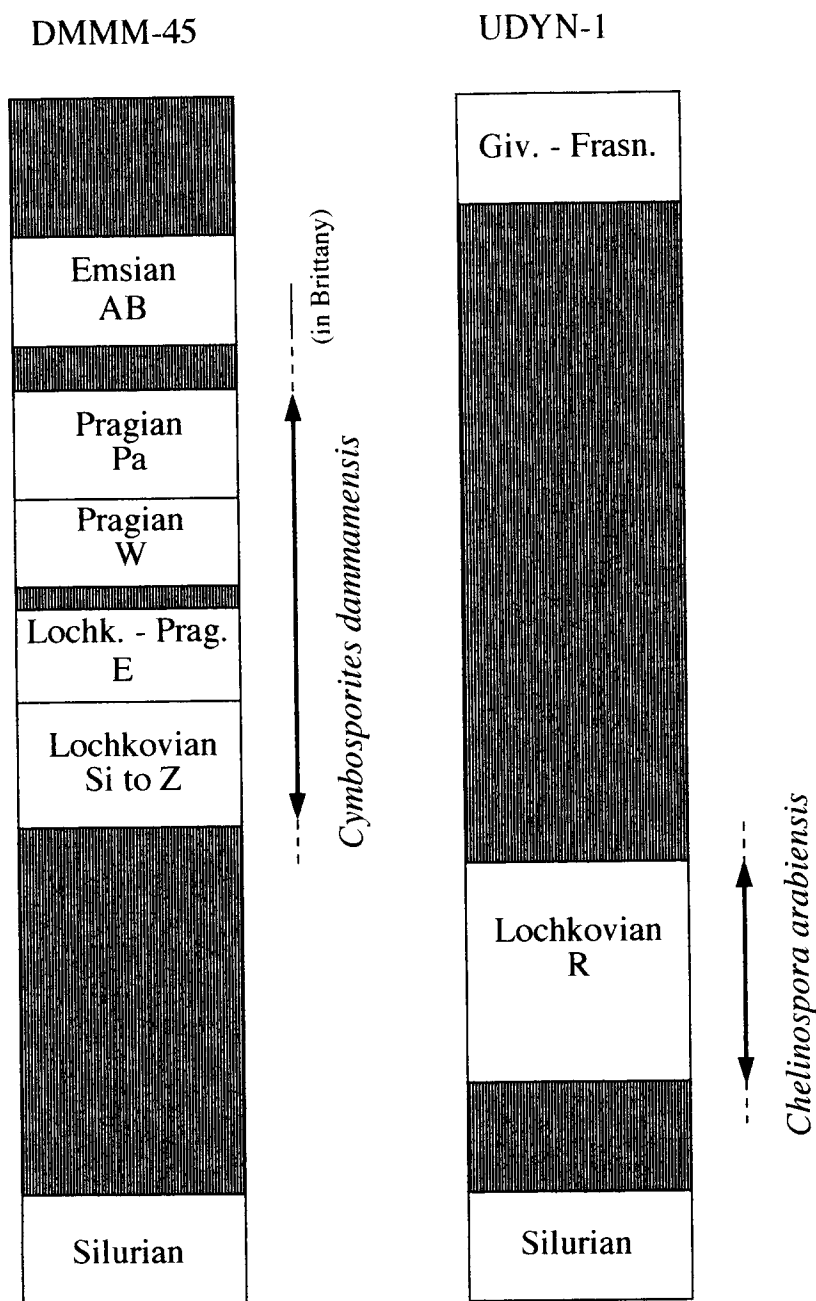 DMMM-45
Emsian
AB
Pragian
Pa
Pragian
W
Lochk. - Prag.
E
Lochkovian
Si to Z
Silurian
(in Brittany)
Cymbosporites dammamensis
UDYN-1
Giv. - Frasn.
Lochkovian
R
Silurian
Chelinospora arabiensis